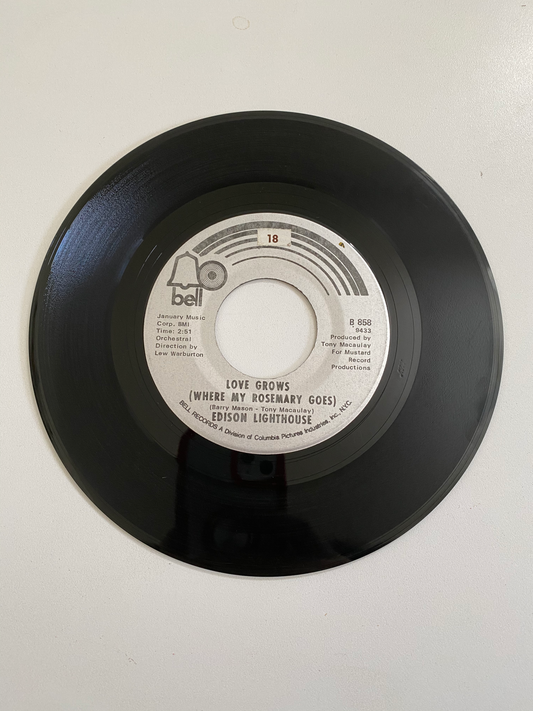 18
bell
January Music
Corp. BMI
Time: 2:51
Orchestral
Direction by
Lew Warburton
B 858
9433
Produced by
Tony Macaulay
For Mustard
Record
Productions
LOVE GROWS
(WHERE MY ROSEMARY GOES)
(Barry Mason - Tony Macaulay)
EDISON LIGHTHOUSE
BELL RECORDS A Division of Columbia Pictures Industries, Inc., N.Y.C.